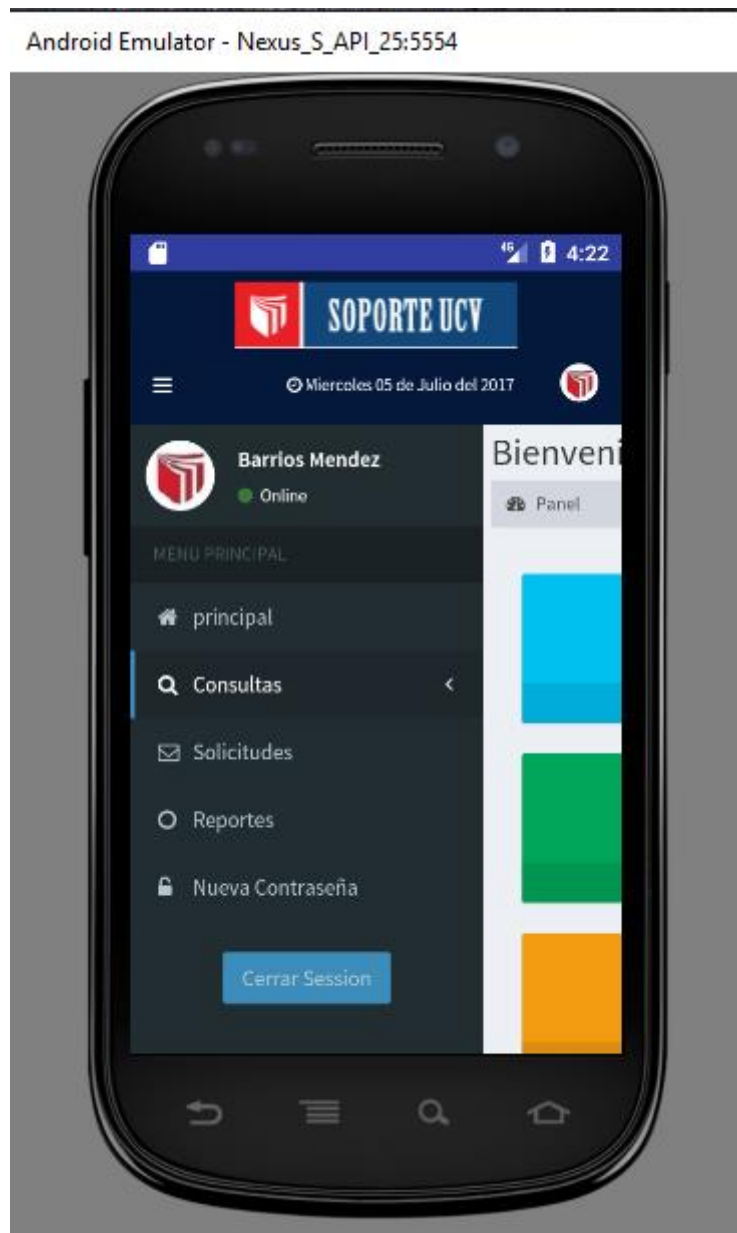 Android Emulator - Nexus_S_API_25:5554
4G 4:22
SOPORTE UCV
Miercoles 05 de Julio del 2017
Barrios Mendez
Online
Bienveni
Panel
MENU PRINCIPAL
principal
Consultas
Solicitudes
Reportes
Nueva Contraseña
Cerrar Session